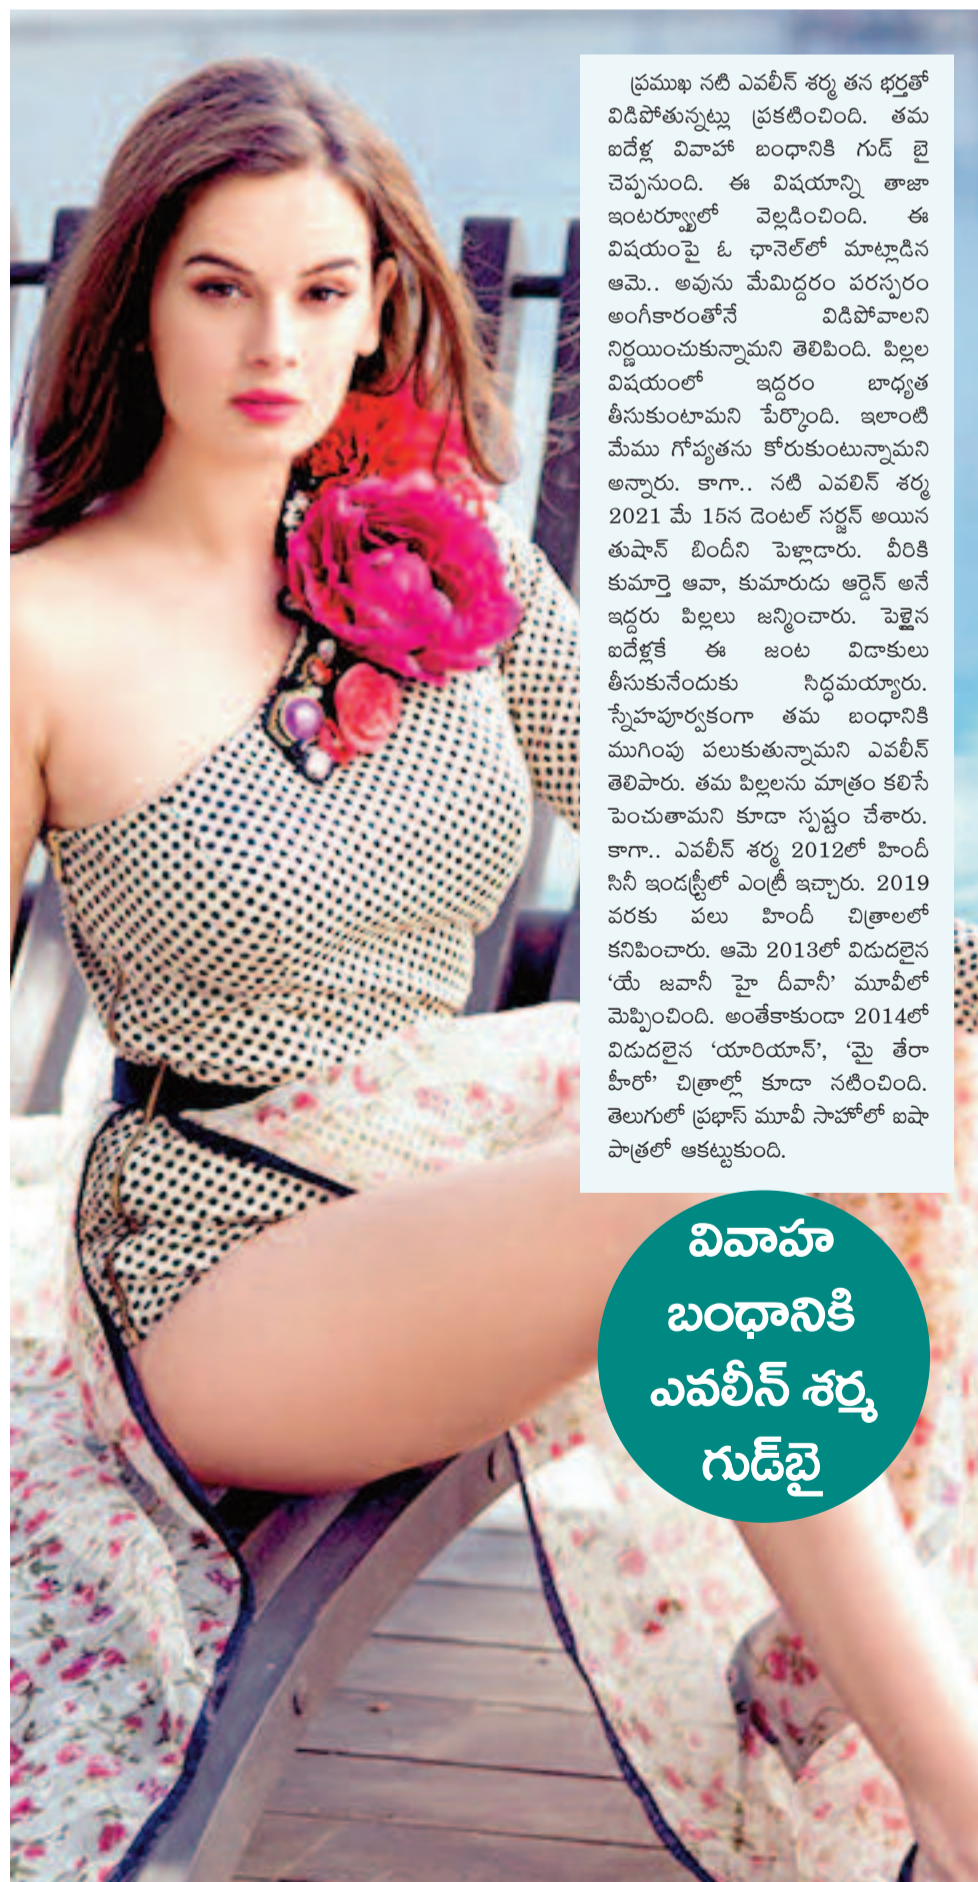 ప్రముఖ నటి ఎవలీన్ శర్మ తన భర్తతో
విడిపోతున్నట్లు ప్రకటించింది. తమ
ఐదేళ్ల వివాహా బంధానికి గుడ్ బై
చెప్పనుంది. ఈ విషయాన్ని తాజా
ఇంటర్వ్యూలో వెల్లడించింది. ఈ
విషయంపై ఓ ఛానెల్‌లో మాట్లాడిన
ఆమె.. అవును మేమిద్దరం పరస్పరం
అంగీకారంతోనే విడిపోవాలని
నిర్ణయించుకున్నామని తెలిపింది. పిల్లల
విషయంలో ఇద్దరం బాధ్యత
తీసుకుంటామని పేర్కొంది. ఇలాంటి
మేము గోప్యతను కోరుకుంటున్నామని
అన్నారు. కాగా.. నటి ఎవలిన్ శర్మ
2021 మే 15న డెంటల్ సర్జన్ అయిన
తుషాన్ బిందీని పెళ్లాడారు. వీరికి
కుమార్తె ఆవా, కుమారుడు ఆర్డెన్ అనే
ఇద్దరు పిల్లలు జన్మించారు. పెళ్లైన
ఐదేళ్లకే ఈ జంట విడాకులు
తీసుకునేందుకు సిద్ధమయ్యారు.
స్నేహపూర్వకంగా తమ బంధానికి
ముగింపు పలుకుతున్నామని ఎవలీన్
తెలిపారు. తమ పిల్లలను మాత్రం కలిసే
పెంచుతామని కూడా స్పష్టం చేశారు.
కాగా.. ఎవలీన్ శర్మ 2012లో హిందీ
సినీ ఇండస్ట్రీలో ఎంట్రీ ఇచ్చారు. 2019
వరకు పలు హిందీ చిత్రాలలో
కనిపించారు. ఆమె 2013లో విడుదలైన
‘యే జవానీ హై దీవానీ’ మూవీలో
మెప్పించింది. అంతేకాకుండా 2014లో
విడుదలైన ‘యారియాన్’, ‘మై తేరా
హీరో’ చిత్రాల్లో కూడా నటించింది.
తెలుగులో ప్రభాస్ మూవీ సాహోలో ఐషా
పాత్రలో ఆకట్టుకుంది.
వివాహ
బంధానికి
ఎవలీన్ శర్మ
గుడ్‌బై